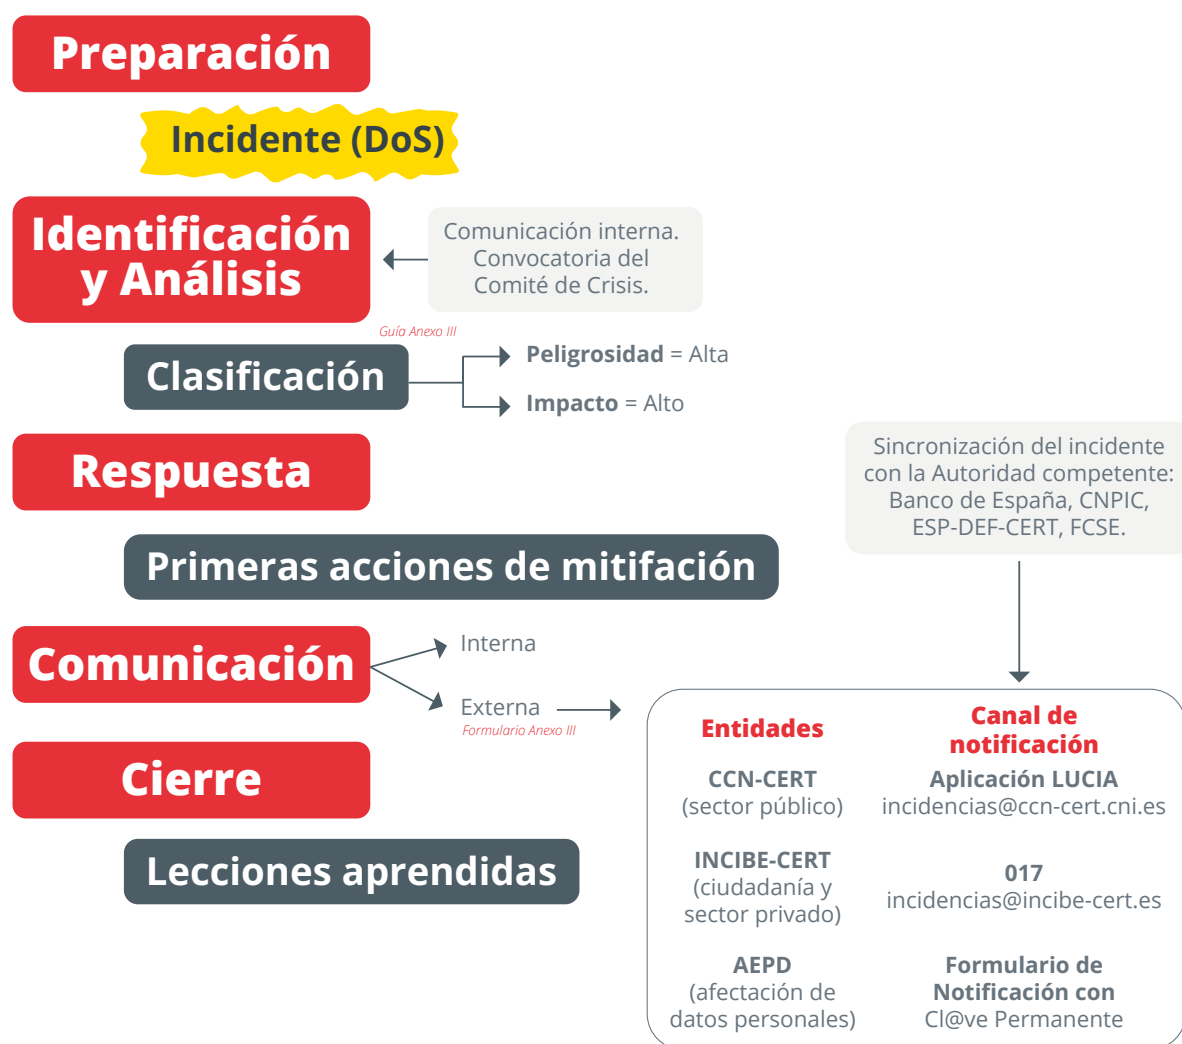 Preparación
Incidente (DoS)
Identificación
y Análisis
Comunicación interna.
Convocatoria del
Comité de Crisis.
Guía Anexo III
Clasificación
Peligrosidad = Alta
Impacto = Alto
Respuesta
Sincronización del incidente
con la Autoridad competente:
Banco de España, CNPIC,
ESP-DEF-CERT, FCSE.
Primeras acciones de mitifación
Comunicación
Interna
Externa
Formulario Anexo III
Cierre
Lecciones aprendidas
Entidades
Canal de
notificación
CCN-CERT
(sector público)
Aplicación LUCIA
incidencias@ccn-cert.cni.es
INCIBE-CERT
(ciudadanía y
sector privado)
017
incidencias@incibe-cert.es
AEPD
(afectación de
datos personales)
Formulario de
Notificación con
Cl@ve Permanente